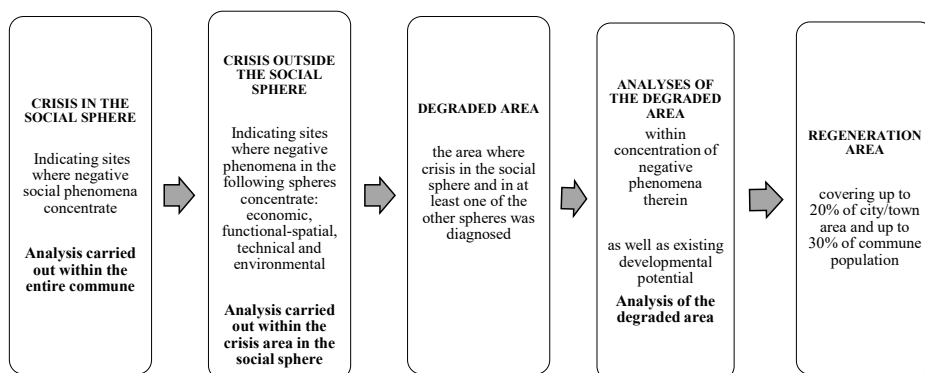 CRISIS IN THE
SOCIAL SPHERE
Indicating sites
where negative
social phenomena
concentrate
Analysis carried
out within the
entire commune
CRISIS OUTSIDE
THE SOCIAL
SPHERE
Indicating sites
where negative
phenomena in the
following spheres
concentrate:
economic,
functional-spatial,
technical and
environmental
Analysis carried
out within the
crisis area in the
social sphere
DEGRADED AREA
the area where
crisis in the social
sphere and in at
least one of the
other spheres was
diagnosed
ANALYSES OF
THE DEGRADED
AREA
within
concentration of
negative
phenomena
therein
as well as existing
developmental
potential
Analysis of the
degraded area
REGENERATION
AREA
covering up to
20% of city/town
area and up to
30% of commune
population